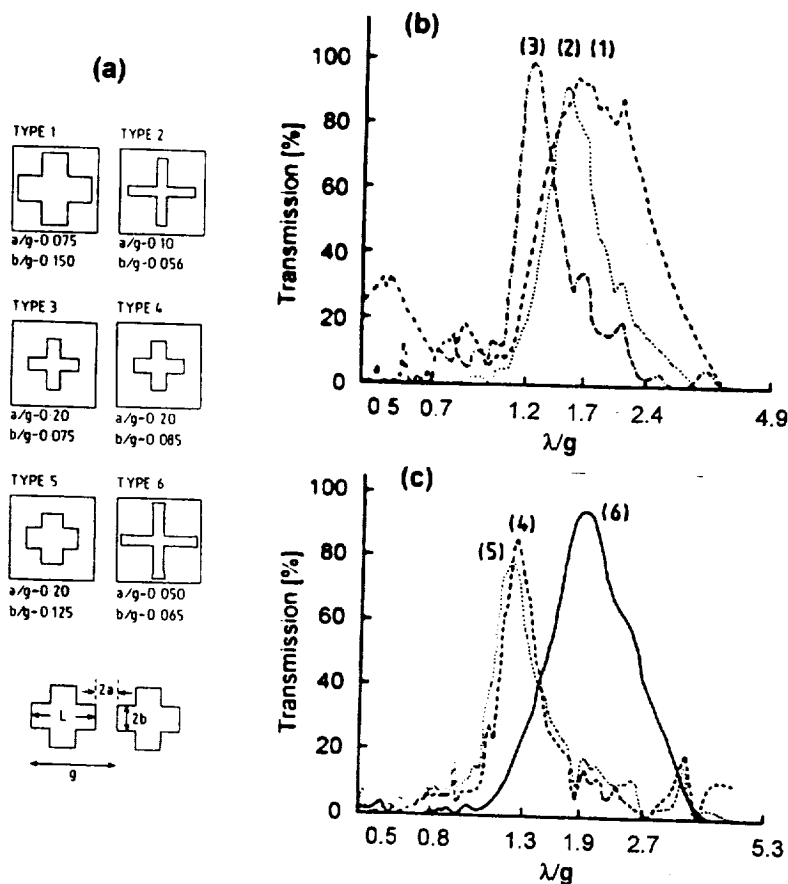 (a)
TYPE 1
a/g-0 075
b/g-0 150
TYPE 2
a/g-0 10
b/g-0 056
TYPE 3
a/g-0 20
b/g-0 075
TYPE 4
a/g-0 20
b/g-0 085
TYPE 5
a/g-0 20
b/g-0 125
TYPE 6
a/g-0 050
b/g-0 065
2a
L
2b
g
(b)
(3) (2) (1)
Transmission [%]
100
80
60
40
20
0
0 5 0.7 1.2 1.7 2.4 4.9
λ/g
(c)
(4)
(5)
(6)
Transmission [%]
100
80
60
40
20
0
0.5 0.8 1.3 1.9 2.7 5.3
λ/g